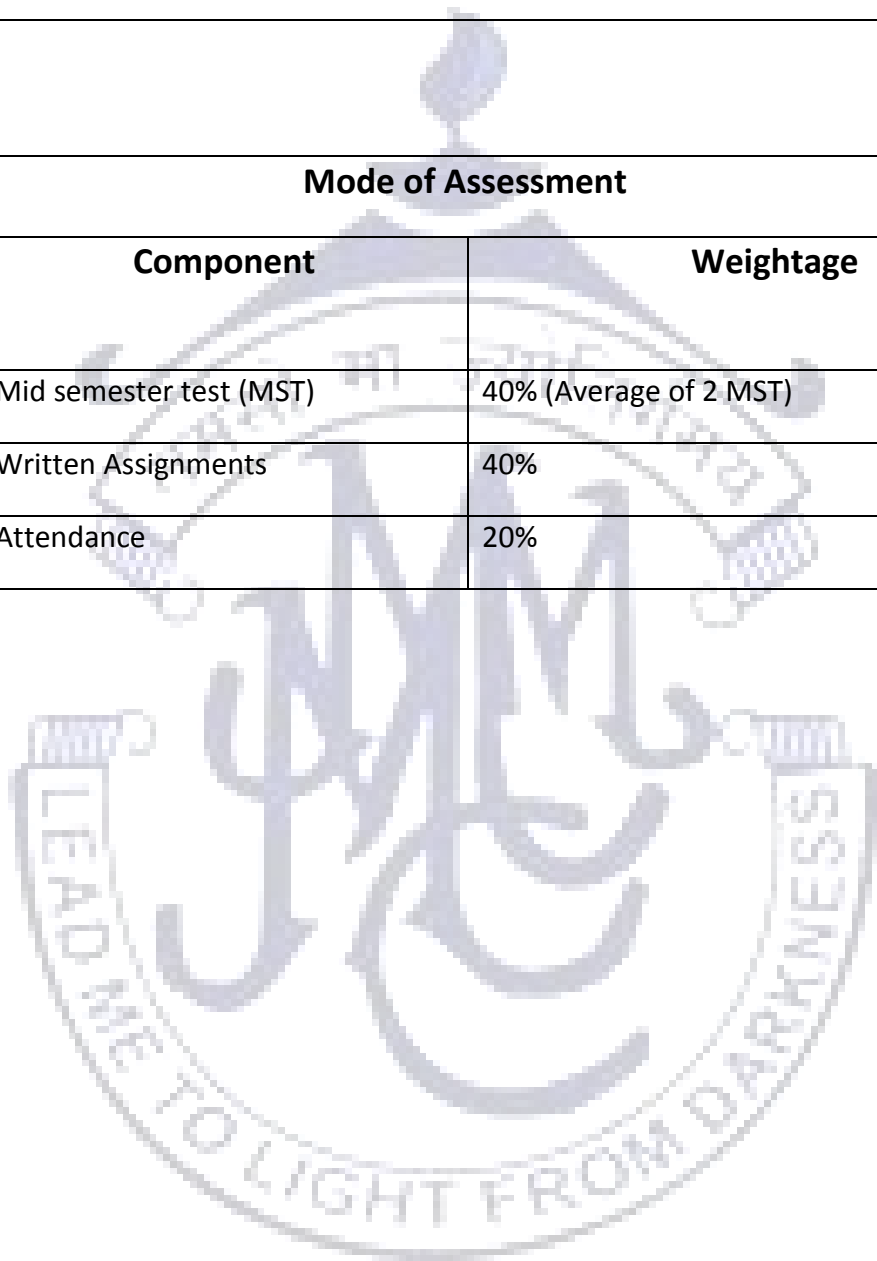 Mode of Assessment
Component Weightage
Mid semester test (MST) 40% (Average of 2 MST)
Written Assignments 40%
Attendance 20%
LEAD ME TO LIGHT FROM DARKNESS